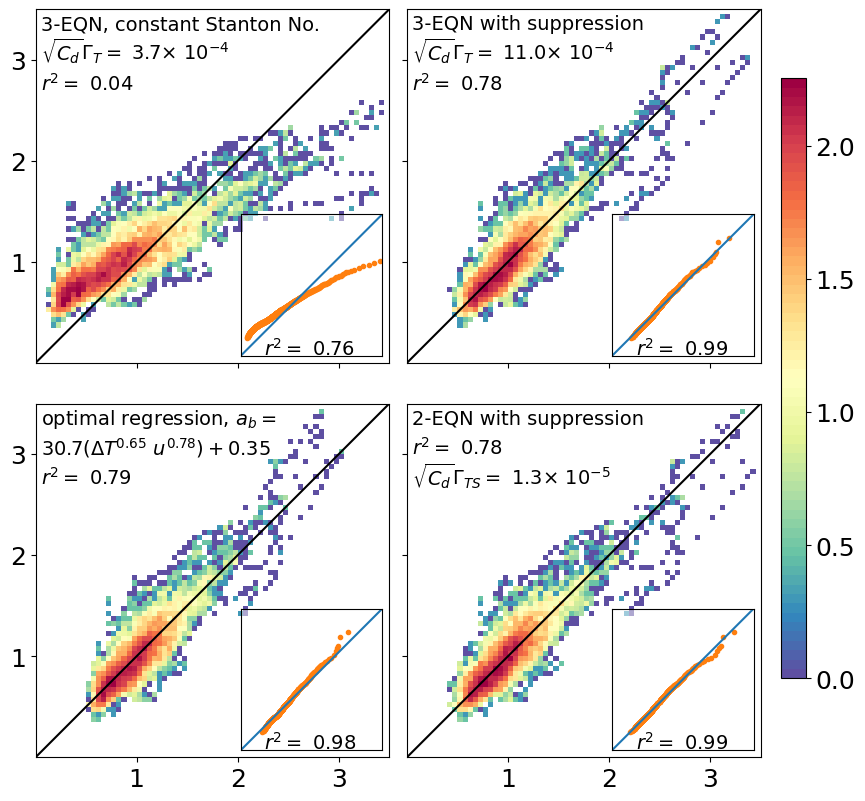 3-EQN, constant Stanton No.
√C_d Γ_T = 3.7× 10⁻⁴
r² = 0.04
3
2
1
r² = 0.76
3-EQN with suppression
√C_d Γ_T = 11.0× 10⁻⁴
r² = 0.78
r² = 0.99
optimal regression, a_b =
30.7(ΔT^0.65 u^0.78) + 0.35
r² = 0.79
3
2
1
r² = 0.98
1
2
3
2-EQN with suppression
r² = 0.78
√C_d Γ_TS = 1.3× 10⁻⁵
r² = 0.99
1
2
3
2.0
1.5
1.0
0.5
0.0